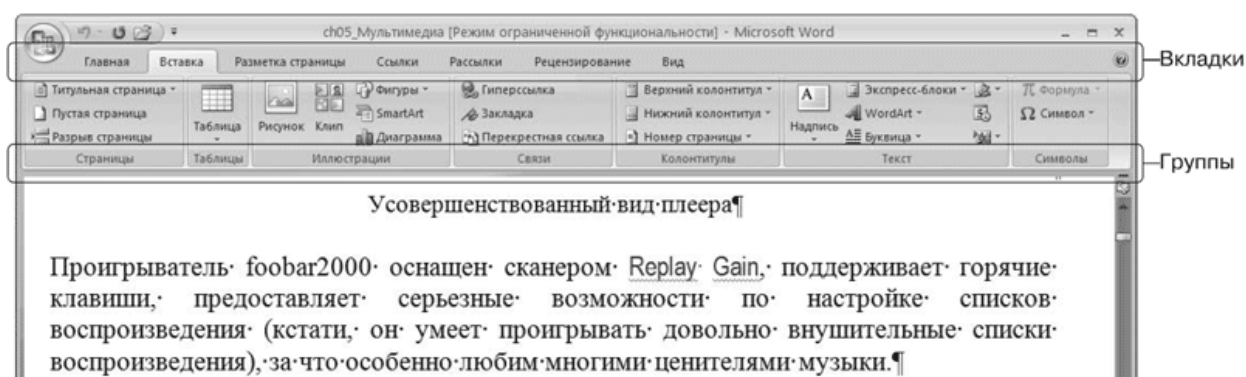 ch05_Мультимедиа [Режим ограниченной функциональности] - Microsoft Word
Главная Вставка Разметка страницы Ссылки Рассылки Рецензирование Вид
Вкладки
Титульная страница
Пустая страница
Разрыв страницы
Таблица
Рисунок
Клип
Фигуры
SmartArt
Диаграмма
Гиперссылка
Закладка
Перекрестная ссылка
Верхний колонтитул
Нижний колонтитул
Номер страницы
A
Надпись
Экспресс-блоки
WordArt
Буквица
π Формула
Ω Символ
Страницы Таблицы Иллюстрации Связи Колонтитулы Текст Символы
Группы
Усовершенствованный·вид·плеера¶
Проигрыватель· foobar2000· оснащен· сканером· Replay· Gain,· поддерживает· горячие·
клавиши,· предоставляет· серьезные· возможности· по· настройке· списков·
воспроизведения· (кстати,· он· умеет· проигрывать· довольно· внушительные· списки·
воспроизведения),·за·что·особенно·любим·многими·ценителями·музыки.¶